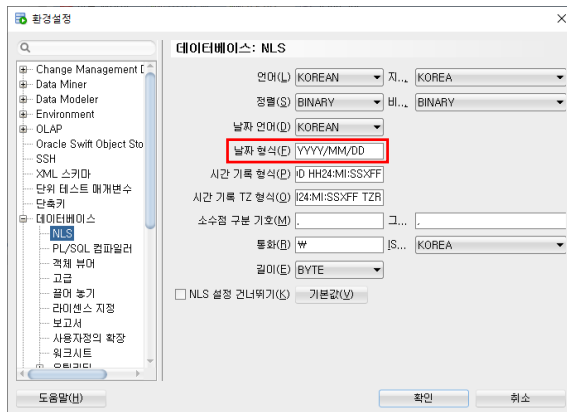 환경설정
데이터베이스: NLS
Change Management D
Data Miner
Data Modeler
Environment
OLAP
Oracle Swift Object Sto
SSH
XML 스키마
단위 테스트 매개변수
단축키
데이터베이스
NLS
PL/SQL 컴파일러
객체 뷰어
고급
끌어 놓기
라이센스 지정
보고서
사용자정의 확장
워크시트
유틸리티
언어(L) KOREAN 지... KOREA
정렬(S) BINARY 비... BINARY
날짜 언어(D) KOREAN
날짜 형식(F) YYYY/MM/DD
시간 기록 형식(P) HH24:MI:SSXFF
시간 기록 TZ 형식(O) I24:MI:SSXFF TZR
소수점 구분 기호(M) . 그... ,
통화(R) ₩ IS... KOREA
길이(E) BYTE
NLS 설정 건너뛰기(K) 기본값(V)
도움말(H) 확인 취소